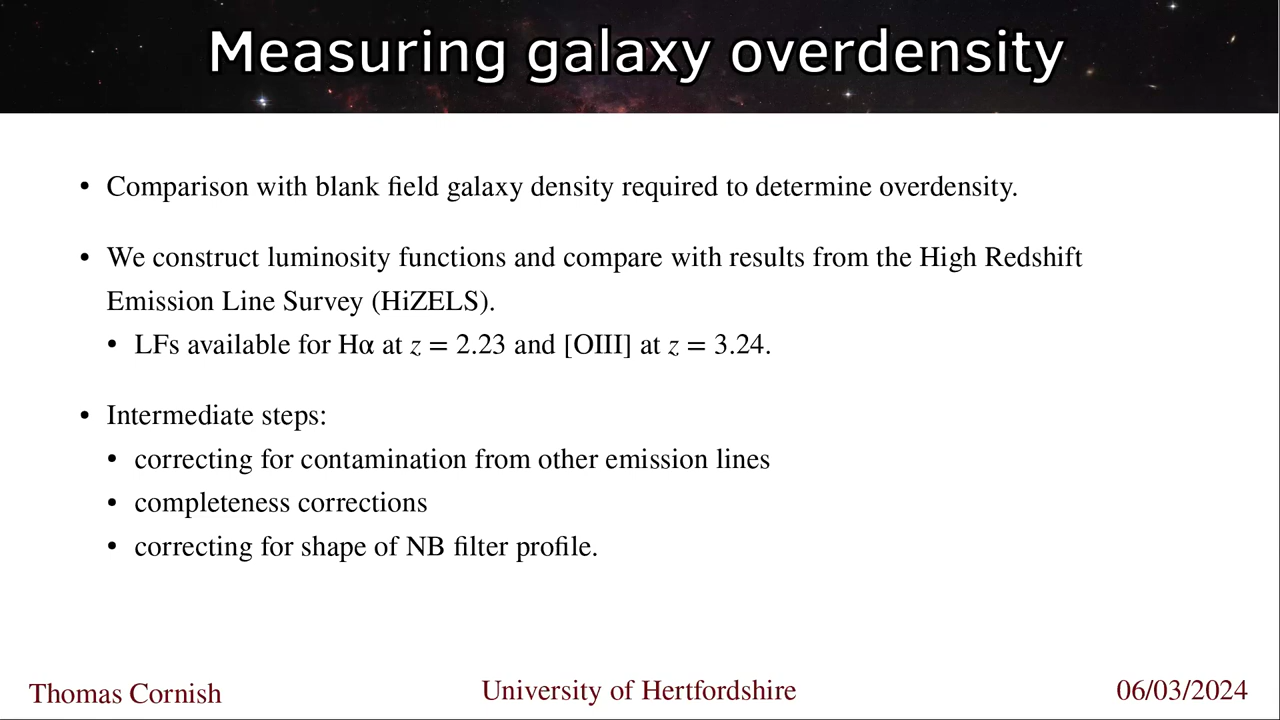 Measuring galaxy overdensity
• Comparison with blank field galaxy density required to determine overdensity.
• We construct luminosity functions and compare with results from the High Redshift
Emission Line Survey (HiZELS).
• LFs available for Hα at z = 2.23 and [OIII] at z = 3.24.
• Intermediate steps:
• correcting for contamination from other emission lines
• completeness corrections
• correcting for shape of NB filter profile.
Thomas Cornish
University of Hertfordshire
06/03/2024